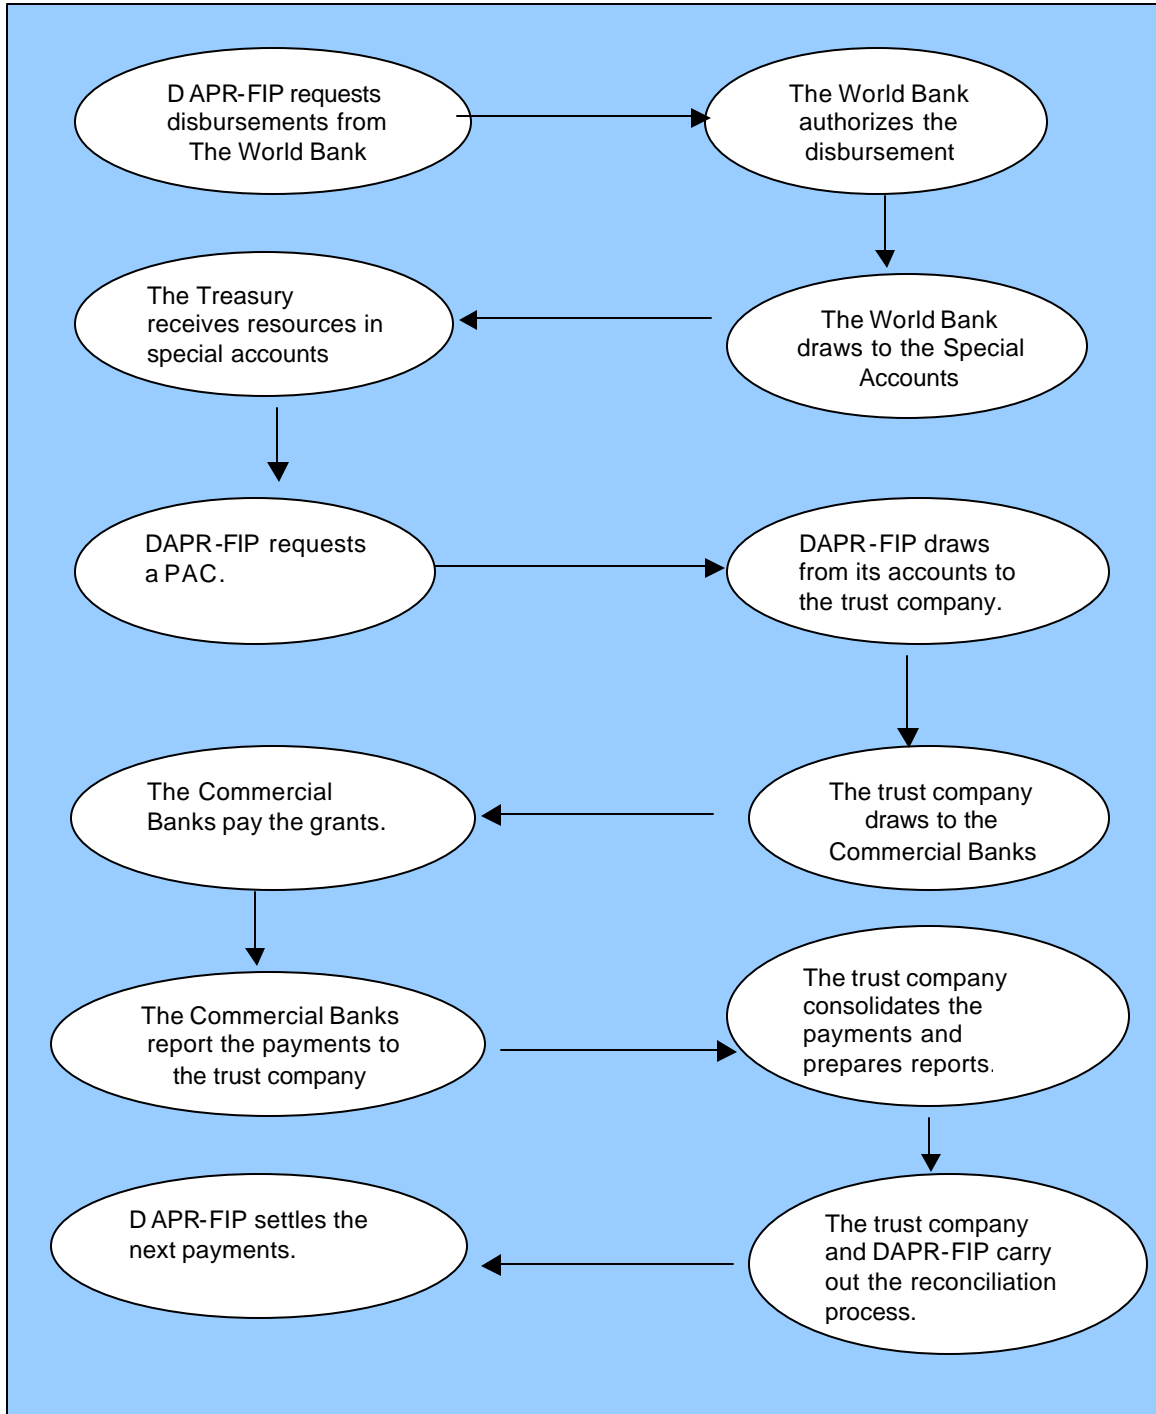 DAPR-FIP requests
disbursements from
The World Bank
The World Bank
authorizes the
disbursement
The World Bank
draws to the Special
Accounts
The Treasury
receives resources in
special accounts
DAPR-FIP requests
a PAC.
DAPR-FIP draws
from its accounts to
the trust company.
The trust company
draws to the
Commercial Banks
The Commercial
Banks pay the grants.
The Commercial Banks
report the payments to
the trust company
The trust company
consolidates the
payments and
prepares reports.
The trust company
and DAPR-FIP carry
out the reconciliation
process.
DAPR-FIP settles the
next payments.